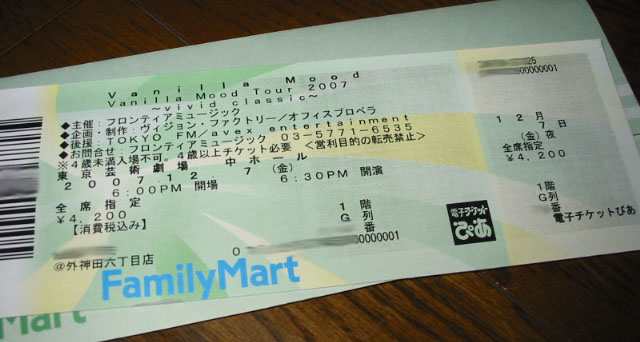 Vanilla Mood
Vanilla Mood Tour 2007
～vivid classic～
◆主催：フロンティアミュージック
◆企画・制作：ヴィジョンファクトリー／オフィスプロペラ
◆後援：TOKYO FM／avex entertainment
◆お問合せ：フロンティアミュージック 03-5771-6535
※4歳未満入場不可。4歳以上チケット必要 ＜営利目的の転売禁止＞
東京芸術劇場 中ホール
2007.12.7（金）
6:00PM 開場 6:30PM 開演
全席指定 1階
¥4,200 G列
【消費税込み】 番
0 0000001
@外神田六丁目店
FamilyMart
電子チケット
ぴあ
25
0000001
12月
7日
（金）夜
全席指定
¥4,200
1階
G列
番
電子チケットぴあ
Mart